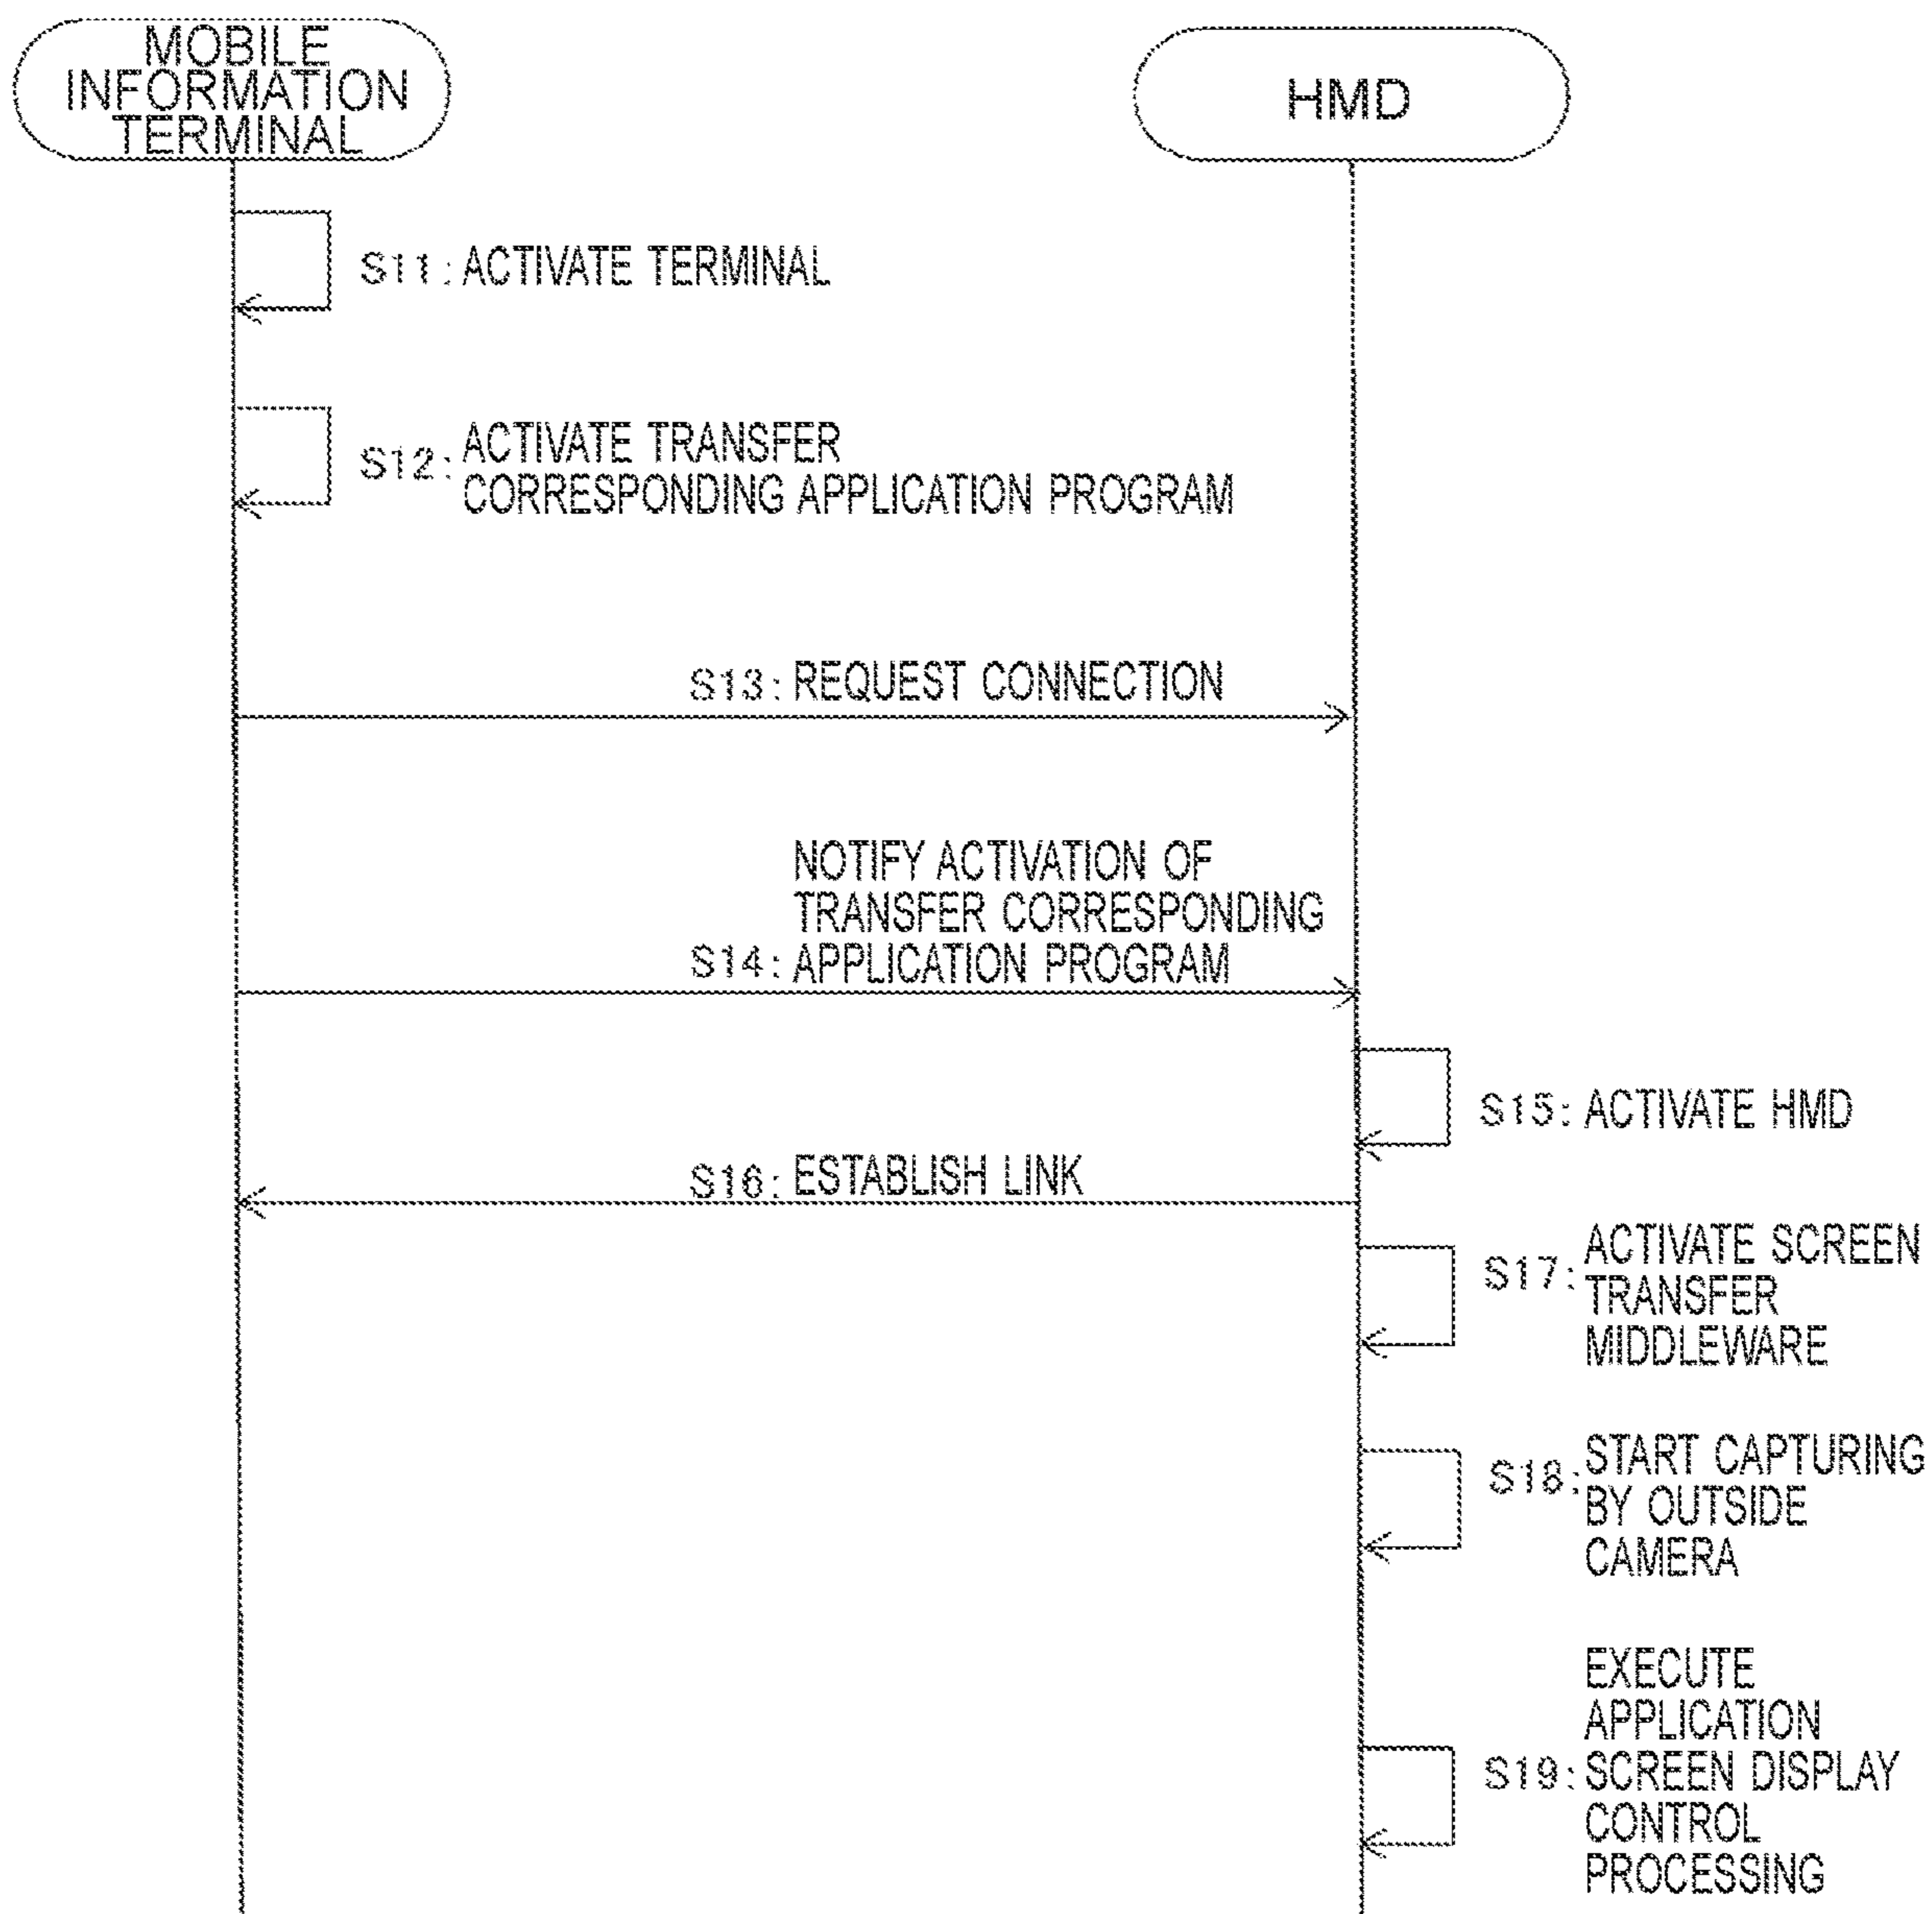 MOBILE
INFORMATION
TERMINAL
HMD
S11: ACTIVATE TERMINAL
S12: ACTIVATE TRANSFER
CORRESPONDING APPLICATION PROGRAM
S13: REQUEST CONNECTION
NOTIFY ACTIVATION OF
TRANSFER CORRESPONDING
S14: APPLICATION PROGRAM
S15: ACTIVATE HMD
S16: ESTABLISH LINK
ACTIVATE SCREEN
S17: TRANSFER
MIDDLEWARE
START CAPTURING
S18: BY OUTSIDE
CAMERA
EXECUTE
APPLICATION
S19: SCREEN DISPLAY
CONTROL
PROCESSING